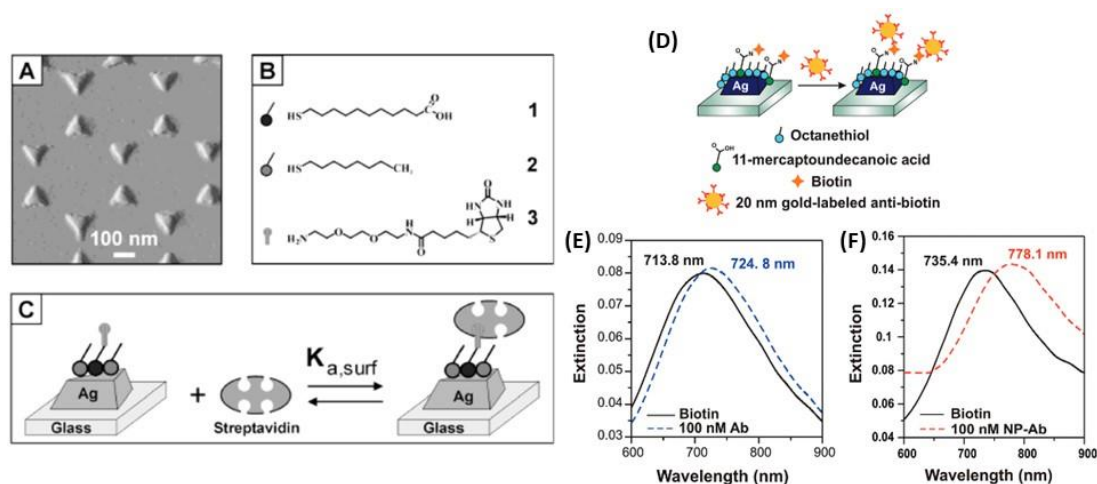 A
100 nm
B
HS
O
OH
1
HS
CH₃
2
O
HN
NH
H
H
3
H₂N
O
O
H
N
O
S
C
Ag
Glass
+
Streptavidin
K a,surf
Ag
Glass
(D)
O
N
O
N
Ag
O
N
O
N
Ag
Octanethiol
O
OH
11-mercaptoundecanoic acid
Biotin
20 nm gold-labeled anti-biotin
(E)
713.8 nm
724. 8 nm
Extinction
0.09
0.08
0.07
0.06
0.05
0.04
0.03
Biotin
100 nM Ab
600
700
800
900
Wavelength (nm)
(F)
735.4 nm
778.1 nm
Extinction
0.16
0.14
0.12
0.10
0.08
0.06
0.04
Biotin
100 nM NP-Ab
600
700
800
900
Wavelength (nm)